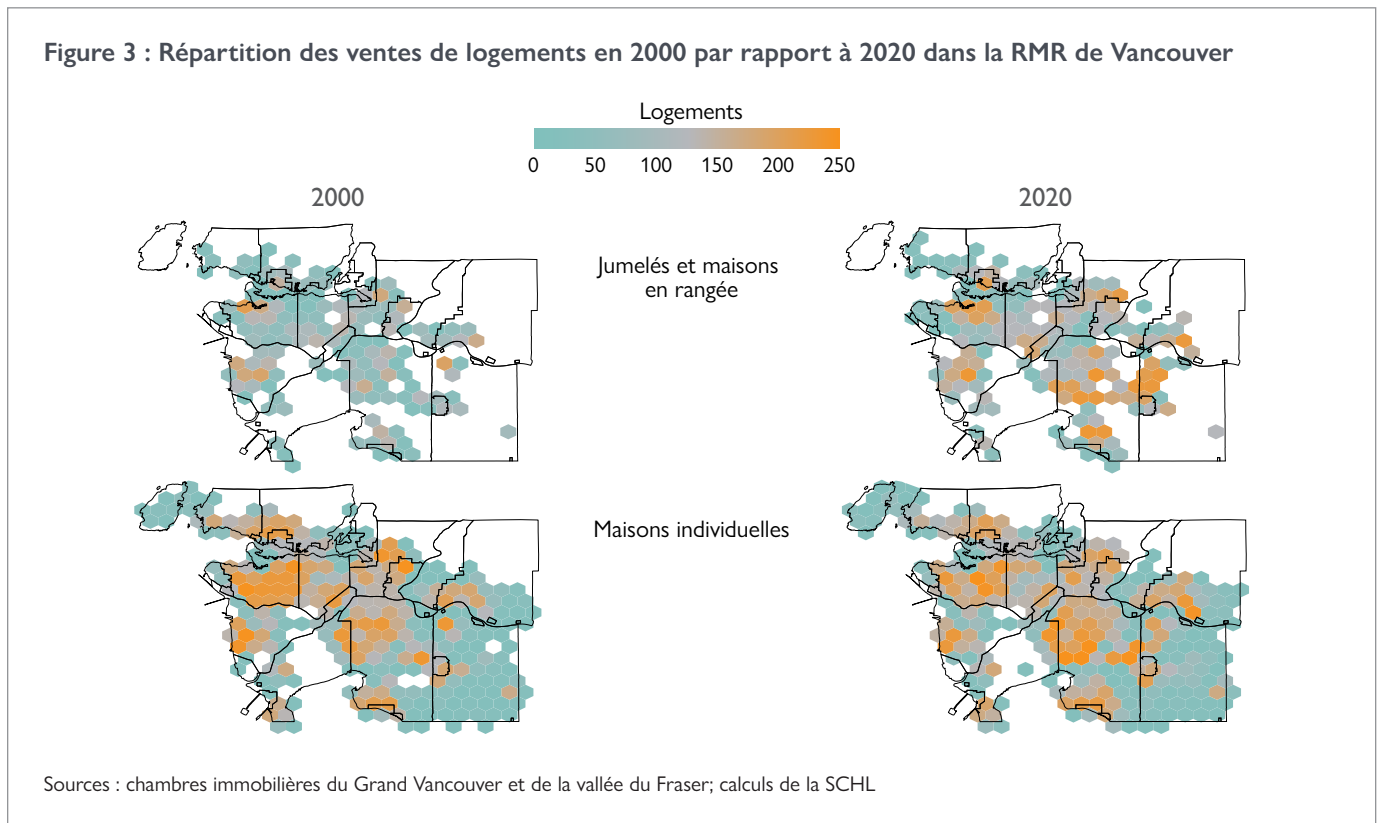 Figure 3 : Répartition des ventes de logements en 2000 par rapport à 2020 dans la RMR de Vancouver
Logements
0 50 100 150 200 250
2000
2020
Jumelés et maisons
en rangée
Maisons individuelles
Sources : chambres immobilières du Grand Vancouver et de la vallée du Fraser; calculs de la SCHL